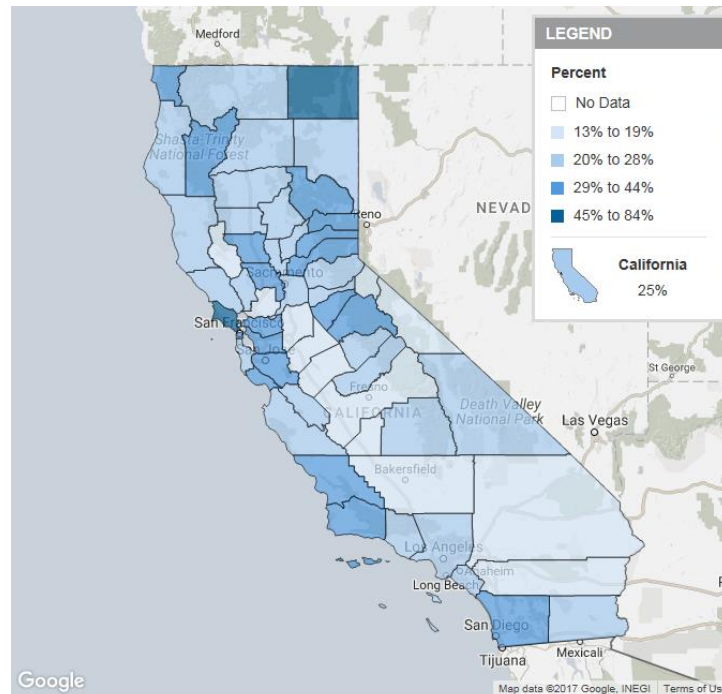 Medford
LEGEND
Percent
No Data
13% to 19%
20% to 28%
29% to 44%
45% to 84%
California
25%
Shasta-Trinity
National Forest
Reno
NEVAD
Sacramento
San Francisco
San Jose
St George
Fresno
CALIFORNIA
Death Valley
National Park
Las Vegas
Bakersfield
Los Angeles
Anaheim
Long Beach
San Diego
Mexicali
Tijuana
Google
Map data ©2017 Google, INEGI
Terms of Us